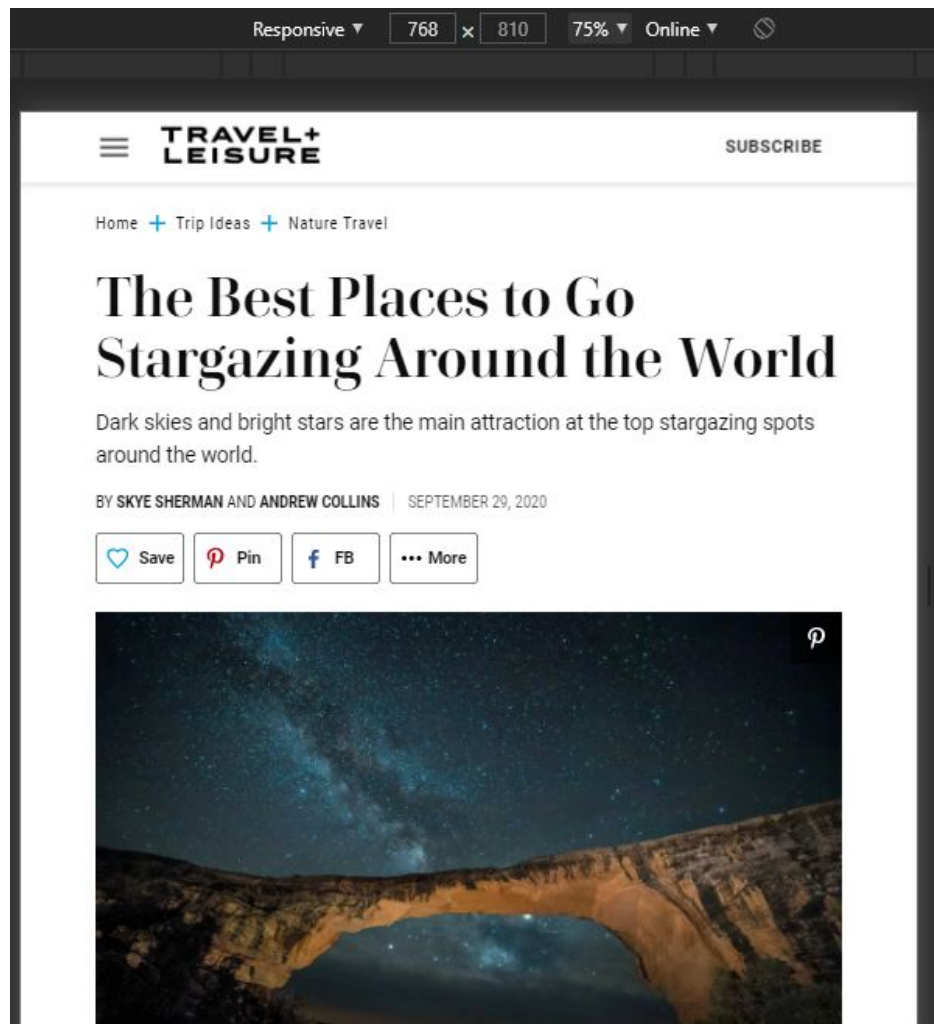 Responsive ▼ 768 × 810 75% ▼ Online ▼
TRAVEL+
LEISURE
SUBSCRIBE
Home + Trip Ideas + Nature Travel
The Best Places to Go
Stargazing Around the World
Dark skies and bright stars are the main attraction at the top stargazing spots
around the world.
BY SKYE SHERMAN AND ANDREW COLLINS | SEPTEMBER 29, 2020
Save Pin FB ••• More